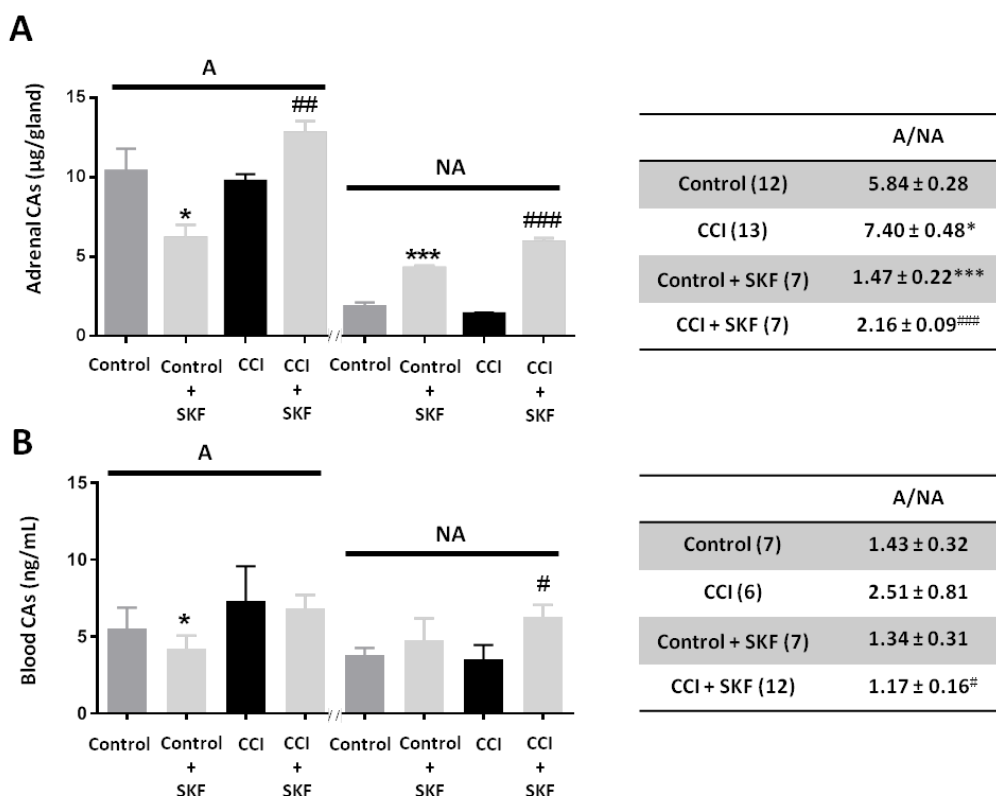 A
A
Adrenal CAs (µg/gland)
15
10
5
0
*
##
NA
***
###
//
Control
Control
+
SKF
CCI
CCI
+
SKF
Control
Control
+
SKF
CCI
CCI
+
SKF
A/NA
Control (12) 5.84 ± 0.28
CCI (13) 7.40 ± 0.48*
Control + SKF (7) 1.47 ± 0.22***
CCI + SKF (7) 2.16 ± 0.09###
B
A
Blood CAs (ng/mL)
15
10
5
0
*
NA
#
//
Control
Control
+
SKF
CCI
CCI
+
SKF
Control
Control
+
SKF
CCI
CCI
+
SKF
A/NA
Control (7) 1.43 ± 0.32
CCI (6) 2.51 ± 0.81
Control + SKF (7) 1.34 ± 0.31
CCI + SKF (12) 1.17 ± 0.16#